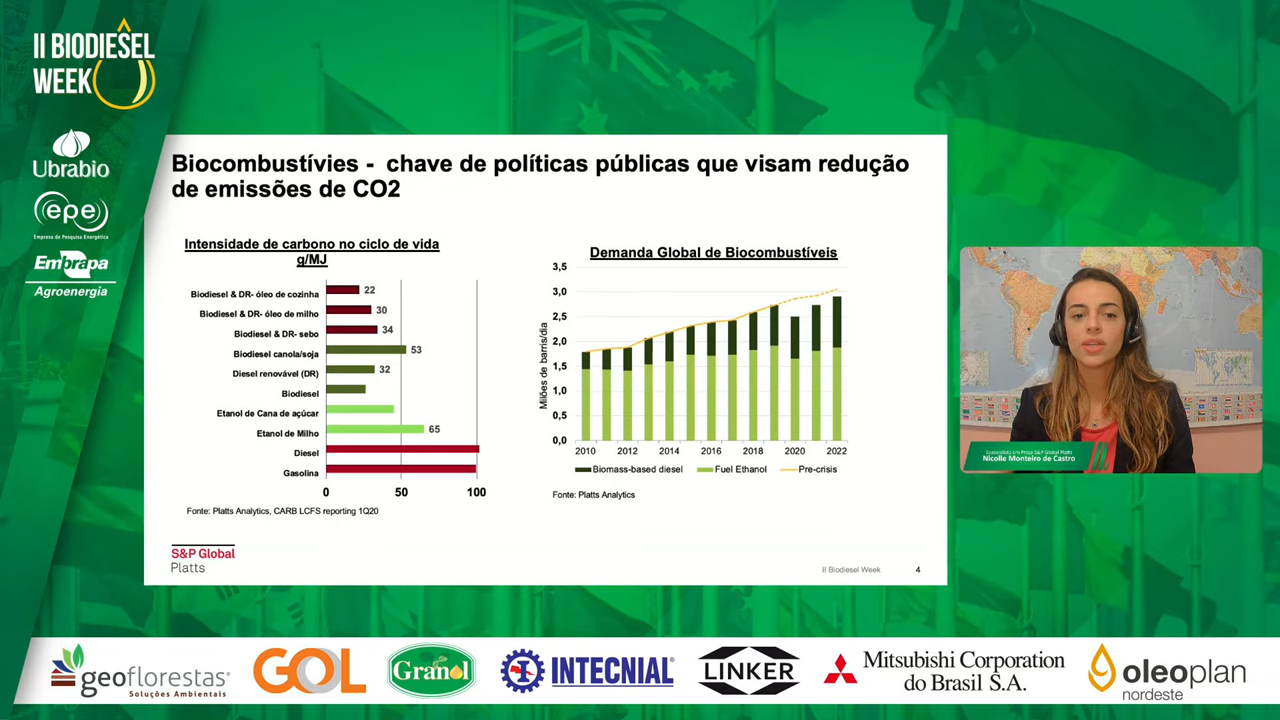 II BIODIESEL
WEEK
Ubrabio
epe
Empresa de Pesquisa Energética
Embrapa
Agroenergia
Biocombustívies - chave de políticas públicas que visam redução
de emissões de CO2
Intensidade de carbono no ciclo de vida
g/MJ
Biodiesel & DR- óleo de cozinha 22
Biodiesel & DR- óleo de milho 30
Biodiesel & DR- sebo 34
Biodiesel canola/soja 53
Diesel renovável (DR) 32
Biodiesel
Etanol de Cana de açúcar
Etanol de Milho 65
Diesel
Gasolina
0 50 100
Fonte: Platts Analytics, CARB LCFS reporting 1Q20
Demanda Global de Biocombustíveis
Milões de barris/dia
3,5
3,0
2,5
2,0
1,5
1,0
0,5
0,0
2010 2012 2014 2016 2018 2020 2022
Biomass-based diesel Fuel Ethanol Pre-crisis
Fonte: Platts Analytics
S&P Global
Platts
II Biodiesel Week 4
Especialista em Preço S&P Global Platts
Nicolle Monteiro de Castro
geoflorestas
Soluções Ambientais
GOL
Granol
INTECNIAL
LINKER
Mitsubishi Corporation
do Brasil S.A.
oleoplan
nordeste